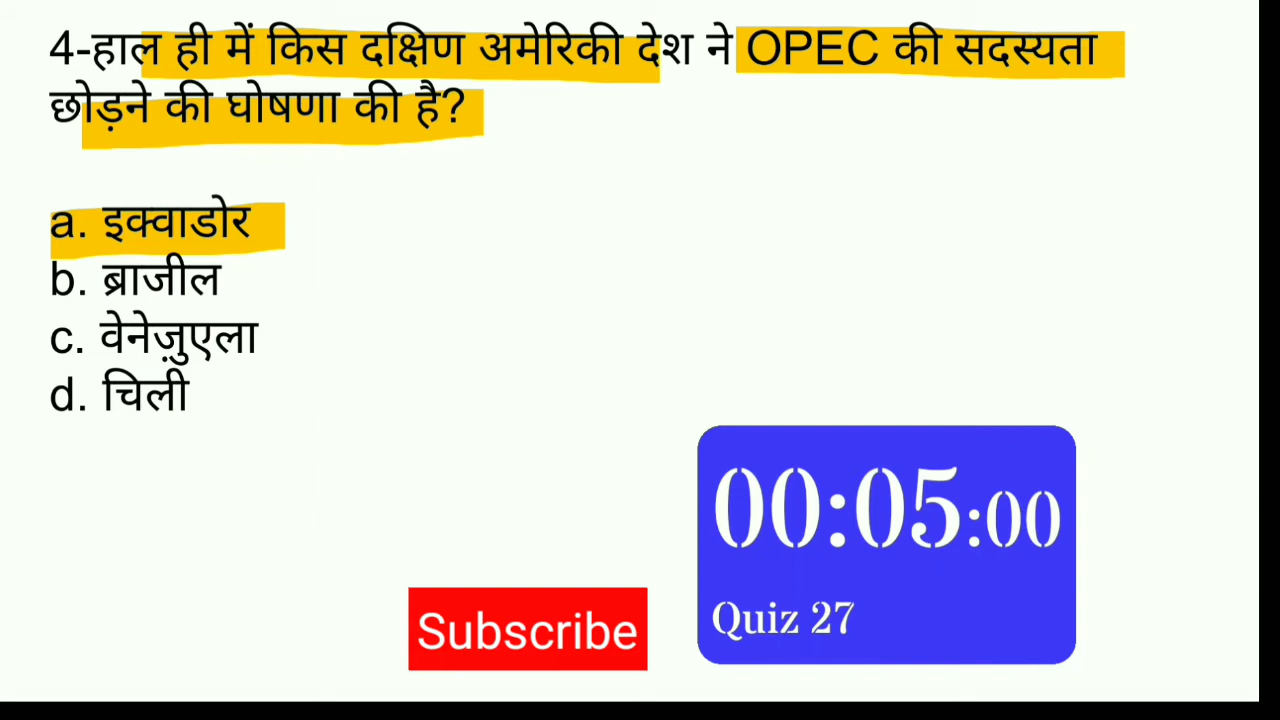 4-हाल ही में किस दक्षिण अमेरिकी देश ने OPEC की सदस्यता
छोड़ने की घोषणा की है?
a. इक्वाडोर
b. ब्राजील
c. वेनेज़ुएला
d. चिली
00:05:00
Quiz 27
Subscribe